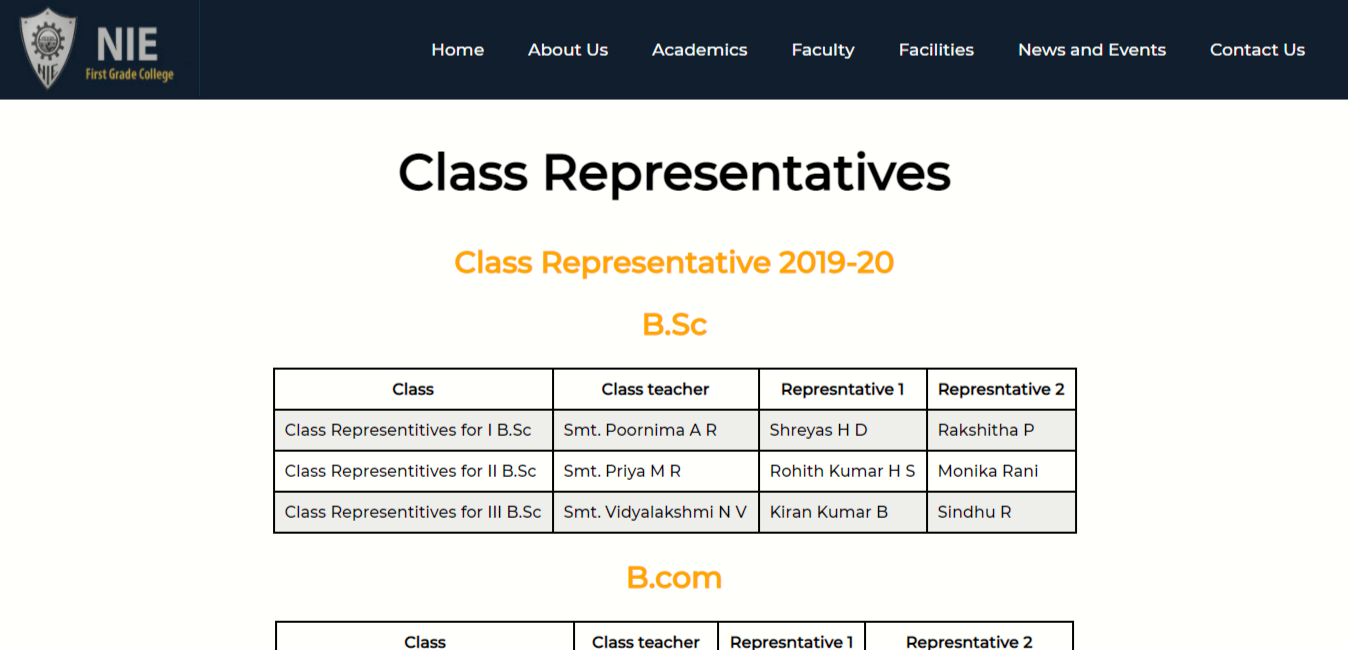 NIE
NIE
First Grade College
Home About Us Academics Faculty Facilities News and Events Contact Us
Class Representatives
Class Representative 2019-20
B.Sc
Class Class teacher Represntative 1 Represntative 2
Class Representitives for I B.Sc Smt. Poornima A R Shreyas H D Rakshitha P
Class Representitives for II B.Sc Smt. Priya M R Rohith Kumar H S Monika Rani
Class Representitives for III B.Sc Smt. Vidyalakshmi N V Kiran Kumar B Sindhu R
B.com
Class Class teacher Represntative 1 Represntative 2